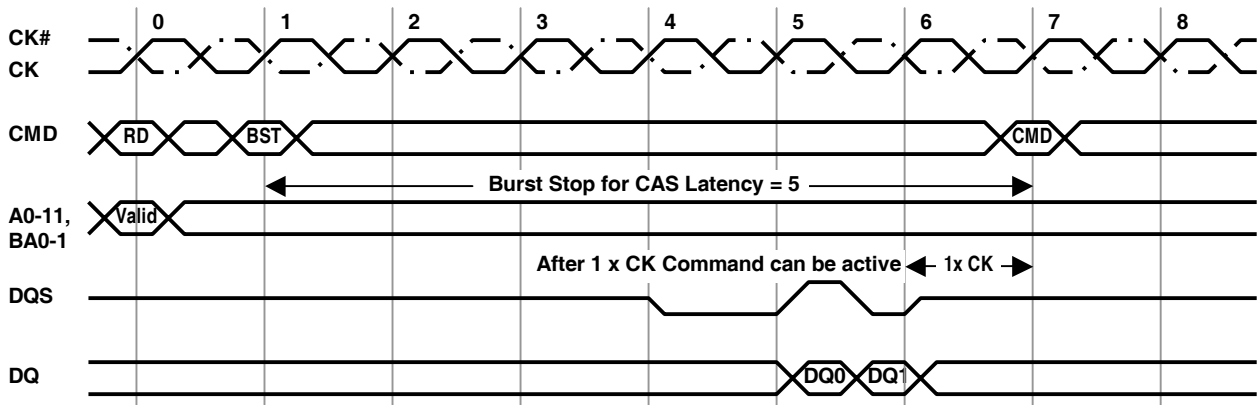 0 1 2 3 4 5 6 7 8
CK#
CK
CMD RD BST CMD
Burst Stop for CAS Latency = 5
A0-11, Valid
BA0-1
After 1 x CK Command can be active 1x CK
DQS
DQ DQ0 DQ1